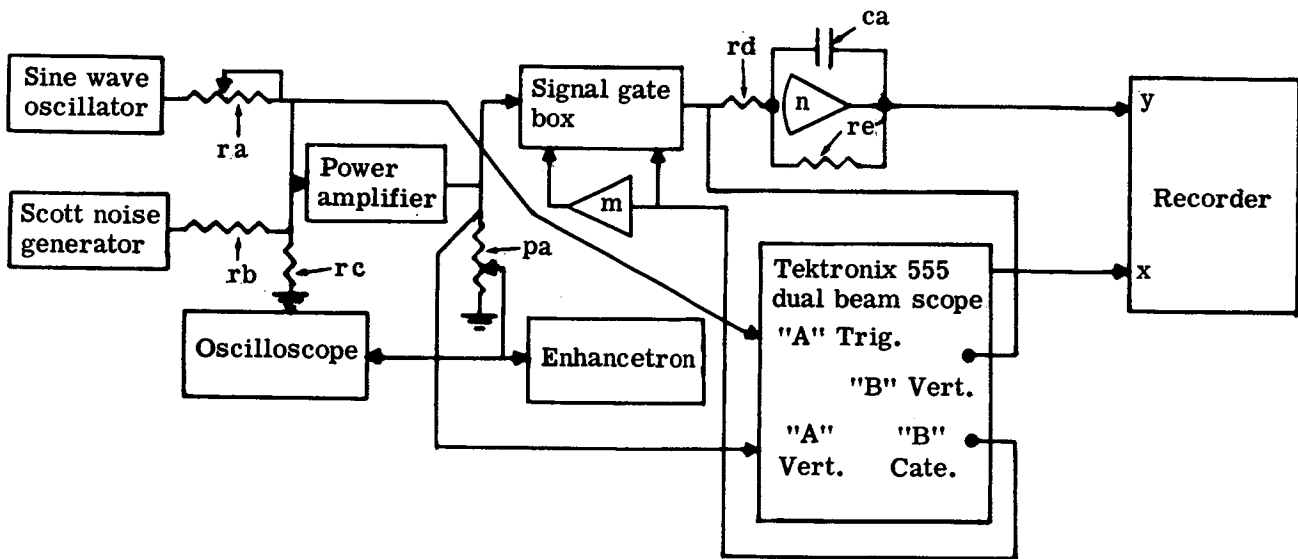 Sine wave
oscillator
ra
Scott noise
generator
rb
rc
Power
amplifier
Oscilloscope
pa
Enhancetron
Signal gate
box
m
rd
ca
n
re
y
Recorder
x
Tektronix 555
dual beam scope
"A" Trig.
"B" Vert.
"A"
Vert.
"B"
Cate.